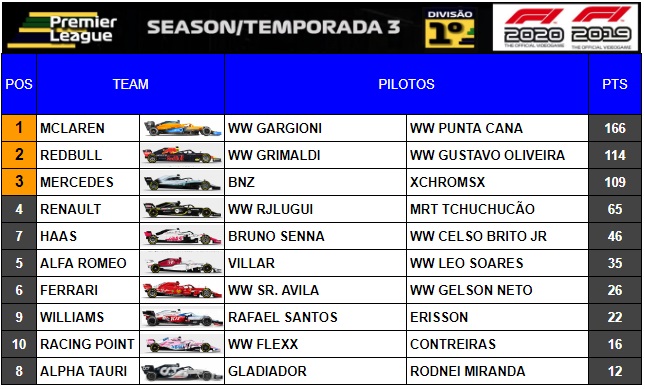 Premier League SEASON/TEMPORADA 3 DIVISÃO 1º F1 2020 THE OFFICIAL VIDEOGAME F1 2019 THE OFFICIAL VIDEOGAME
POS TEAM PILOTOS PTS
1 MCLAREN WW GARGIONI WW PUNTA CANA 166
2 REDBULL WW GRIMALDI WW GUSTAVO OLIVEIRA 114
3 MERCEDES BNZ XCHROMSX 109
4 RENAULT WW RJLUGUI MRT TCHUCHUCÃO 65
7 HAAS BRUNO SENNA WW CELSO BRITO JR 46
5 ALFA ROMEO VILLAR WW LEO SOARES 35
6 FERRARI WW SR. AVILA WW GELSON NETO 26
9 WILLIAMS RAFAEL SANTOS ERISSON 22
10 RACING POINT WW FLEXX CONTREIRAS 16
8 ALPHA TAURI GLADIADOR RODNEI MIRANDA 12